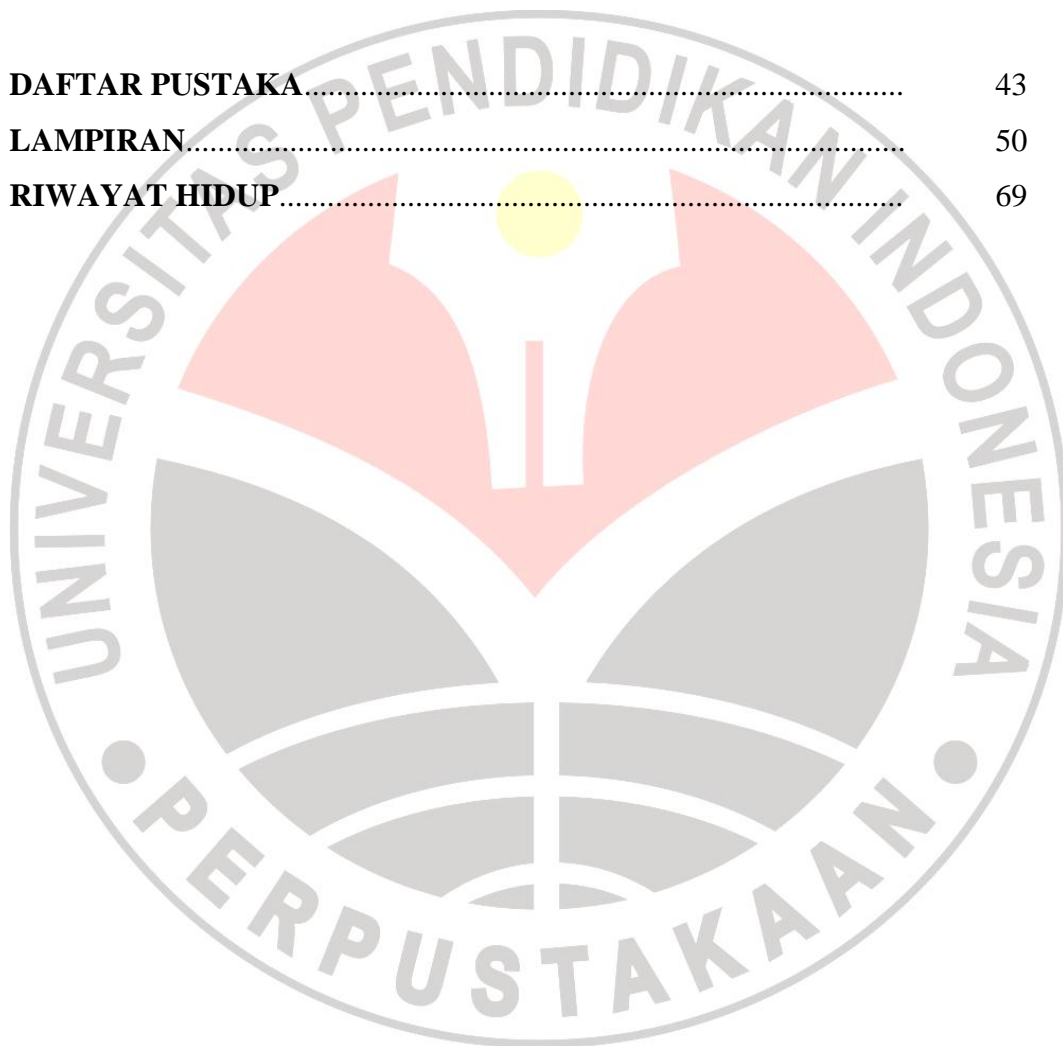 DAFTAR PUSTAKA........................................................................... 43
LAMPIRAN.......................................................................................... 50
RIWAYAT HIDUP.............................................................................. 69
UNIVERSITAS PENDIDIKAN INDONESIA
• PERPUSTAKAAN •